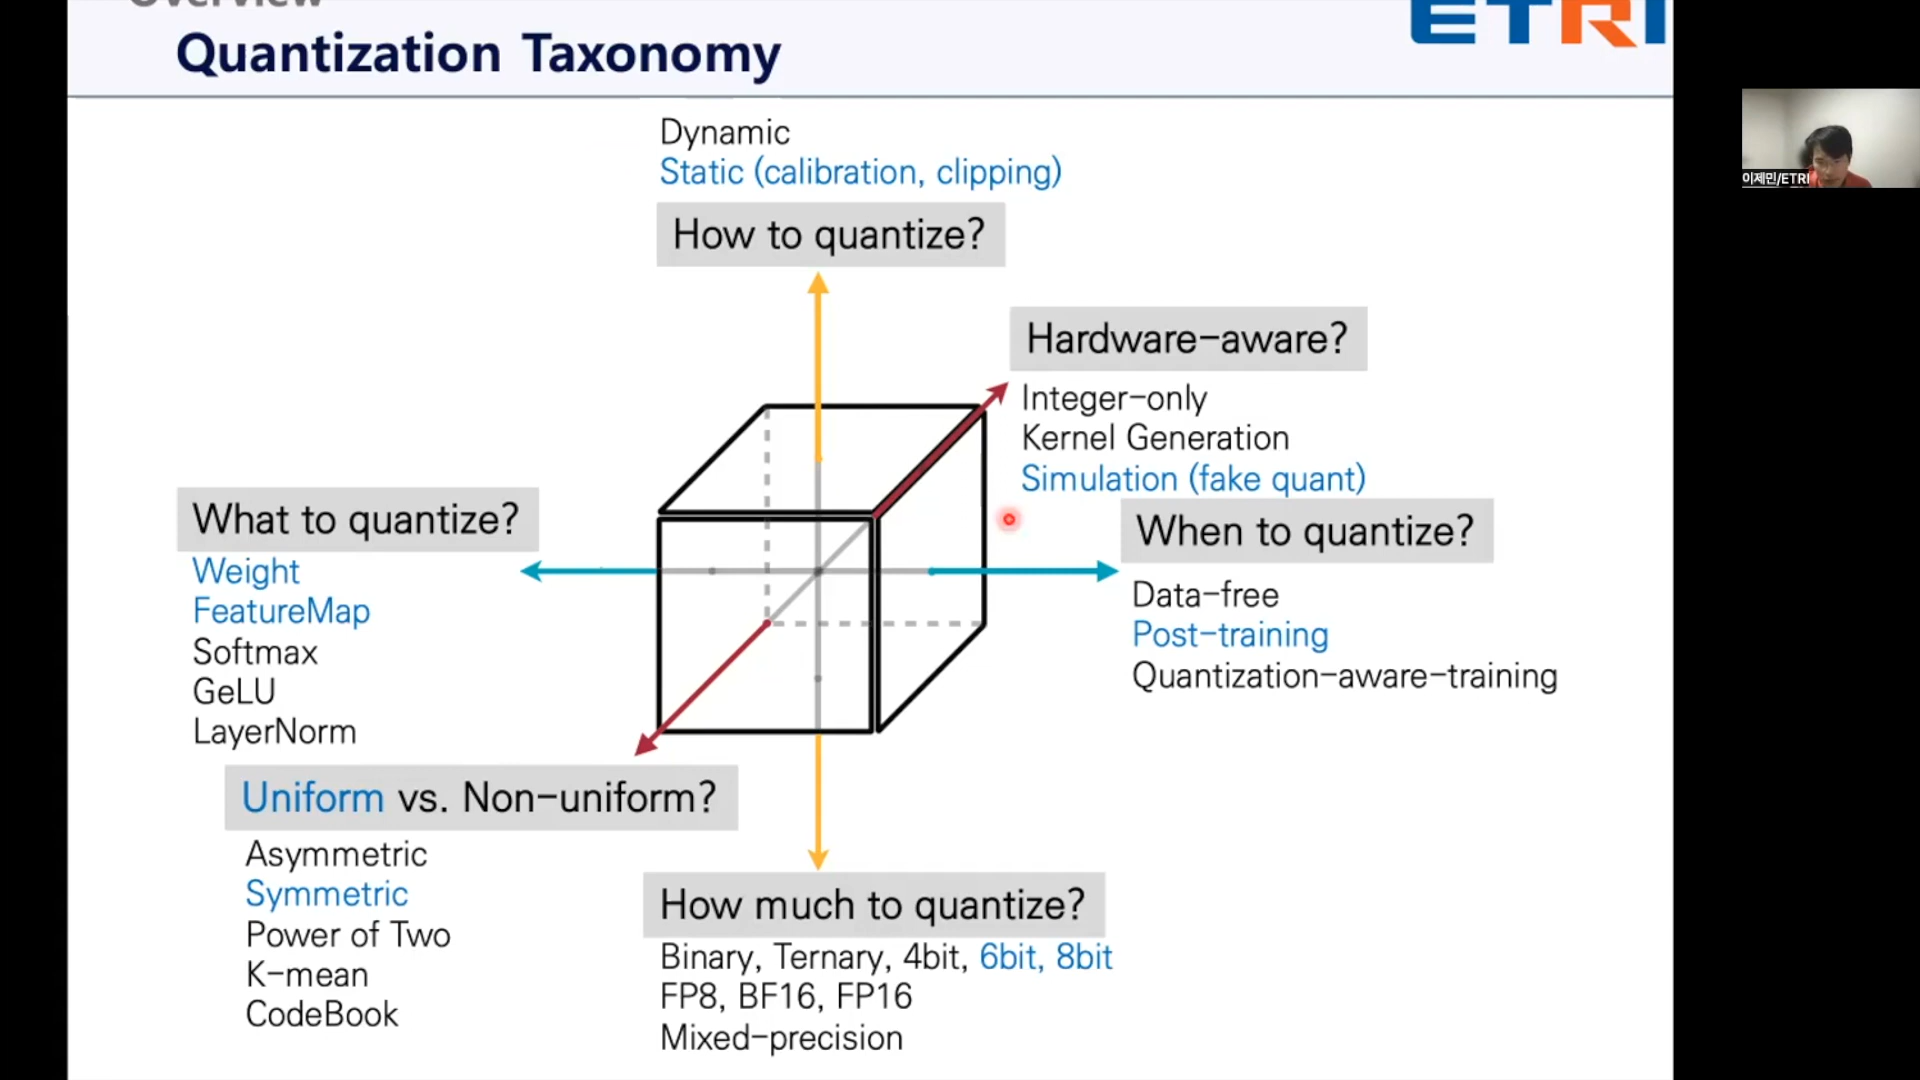 Overview
Quantization Taxonomy
ETRI
Dynamic
Static (calibration, clipping)
How to quantize?
Hardware-aware?
Integer-only
Kernel Generation
Simulation (fake quant)
What to quantize?
Weight
FeatureMap
Softmax
GeLU
LayerNorm
When to quantize?
Data-free
Post-training
Quantization-aware-training
Uniform vs. Non-uniform?
Asymmetric
Symmetric
Power of Two
K-mean
CodeBook
How much to quantize?
Binary, Ternary, 4bit, 6bit, 8bit
FP8, BF16, FP16
Mixed-precision
이제민/ETRI